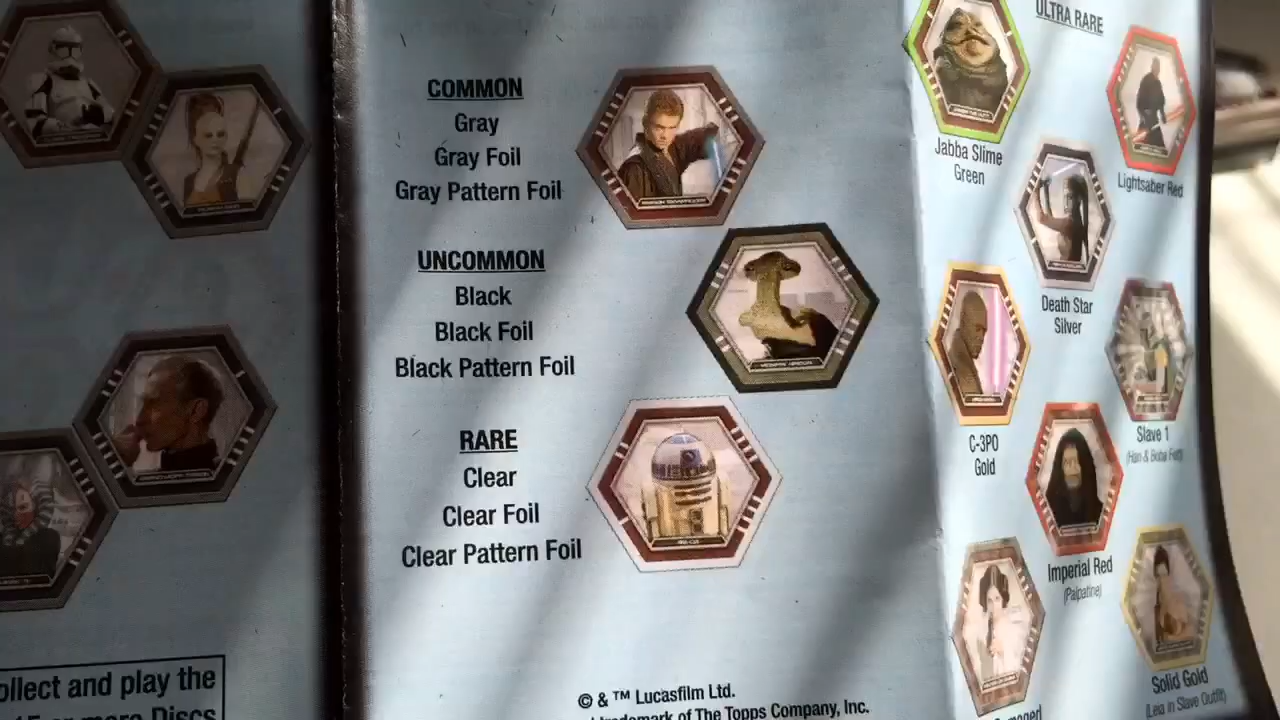 COMMON
Gray
Gray Foil
Gray Pattern Foil
UNCOMMON
Black
Black Foil
Black Pattern Foil
RARE
Clear
Clear Foil
Clear Pattern Foil
© & ™ Lucasfilm Ltd.
trademark of The Topps Company, Inc.
ollect and play the
or more Discs
ULTRA RARE
Jabba Slime
Green
Lightsaber Red
Death Star
Silver
C-3PO
Gold
Slave 1
(Han & Boba Fett)
Imperial Red
(Palpatine)
Solid Gold
(Leia in Slave Outfit)